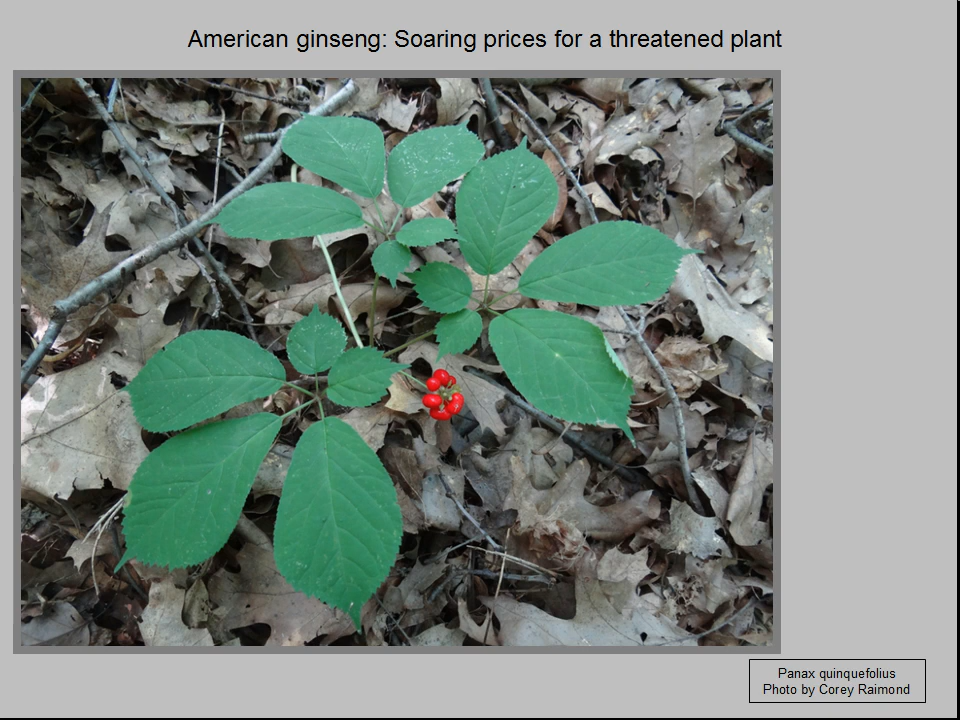 American ginseng: Soaring prices for a threatened plant
Panax quinquefolius
Photo by Corey Raimond